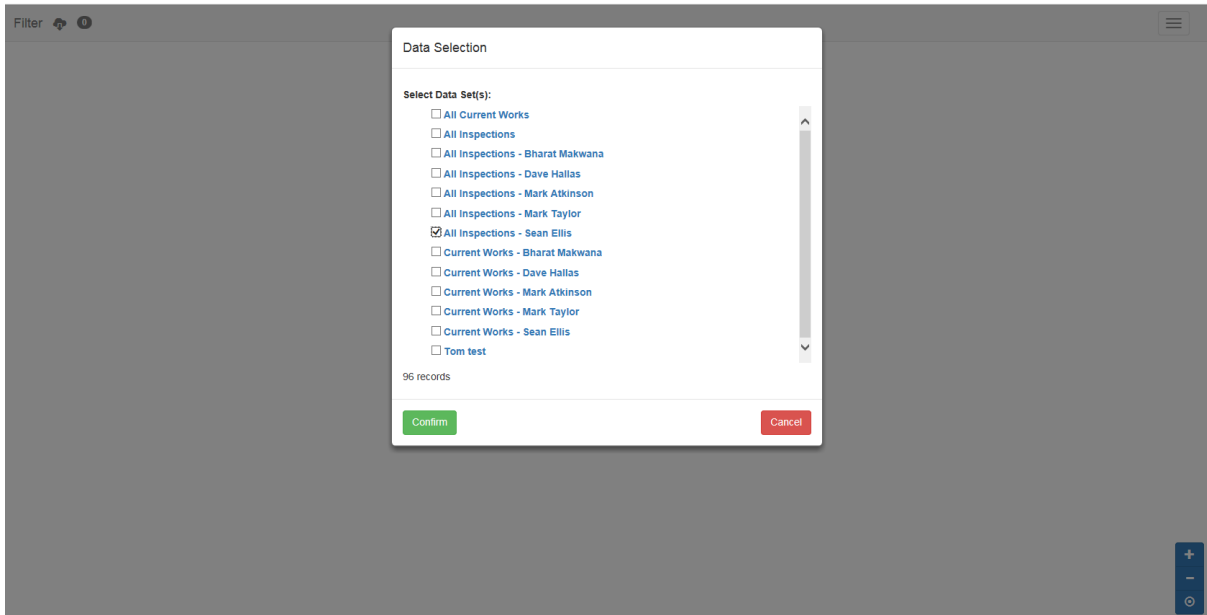 Filter 0
Data Selection
Select Data Set(s):
All Current Works
All Inspections
All Inspections - Bharat Makwana
All Inspections - Dave Hallas
All Inspections - Mark Atkinson
All Inspections - Mark Taylor
All Inspections - Sean Ellis
Current Works - Bharat Makwana
Current Works - Dave Hallas
Current Works - Mark Atkinson
Current Works - Mark Taylor
Current Works - Sean Ellis
Tom test
96 records
Confirm Cancel
+
−